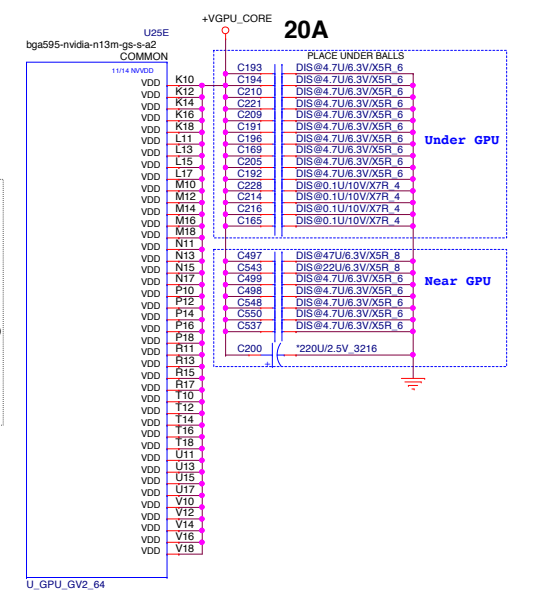 +VGPU_CORE
20A
U25E
bga595-nvidia-n13m-gs-s-a2
COMMON
11/14 NVVDD
PLACE UNDER BALLS
VDD K10
VDD K12
VDD K14
VDD K16
VDD K18
VDD L11
VDD L13
VDD L15
VDD L17
VDD M10
VDD M12
VDD M14
VDD M16
VDD M18
VDD N11
VDD N13
VDD N15
VDD N17
VDD P10
VDD P12
VDD P14
VDD P16
VDD P18
VDD R11
VDD R13
VDD R15
VDD R17
VDD T10
VDD T12
VDD T14
VDD T16
VDD T18
VDD U11
VDD U13
VDD U15
VDD U17
VDD V10
VDD V12
VDD V14
VDD V16
VDD V18
U_GPU_GV2_64
C193 DIS@4.7U/6.3V/X5R_6
C194 DIS@4.7U/6.3V/X5R_6
C210 DIS@4.7U/6.3V/X5R_6
C221 DIS@4.7U/6.3V/X5R_6
C209 DIS@4.7U/6.3V/X5R_6
C191 DIS@4.7U/6.3V/X5R_6
C196 DIS@4.7U/6.3V/X5R_6
C169 DIS@4.7U/6.3V/X5R_6
C205 DIS@4.7U/6.3V/X5R_6
C192 DIS@4.7U/6.3V/X5R_6
C228 DIS@0.1U/10V/X7R_4
C214 DIS@0.1U/10V/X7R_4
C216 DIS@0.1U/10V/X7R_4
C165 DIS@0.1U/10V/X7R_4
Under GPU
C497 DIS@47U/6.3V/X5R_8
C543 DIS@22U/6.3V/X5R_8
C499 DIS@4.7U/6.3V/X5R_6
C498 DIS@4.7U/6.3V/X5R_6
C548 DIS@4.7U/6.3V/X5R_6
C550 DIS@4.7U/6.3V/X5R_6
C537 DIS@4.7U/6.3V/X5R_6
Near GPU
C200 *220U/2.5V_3216
+